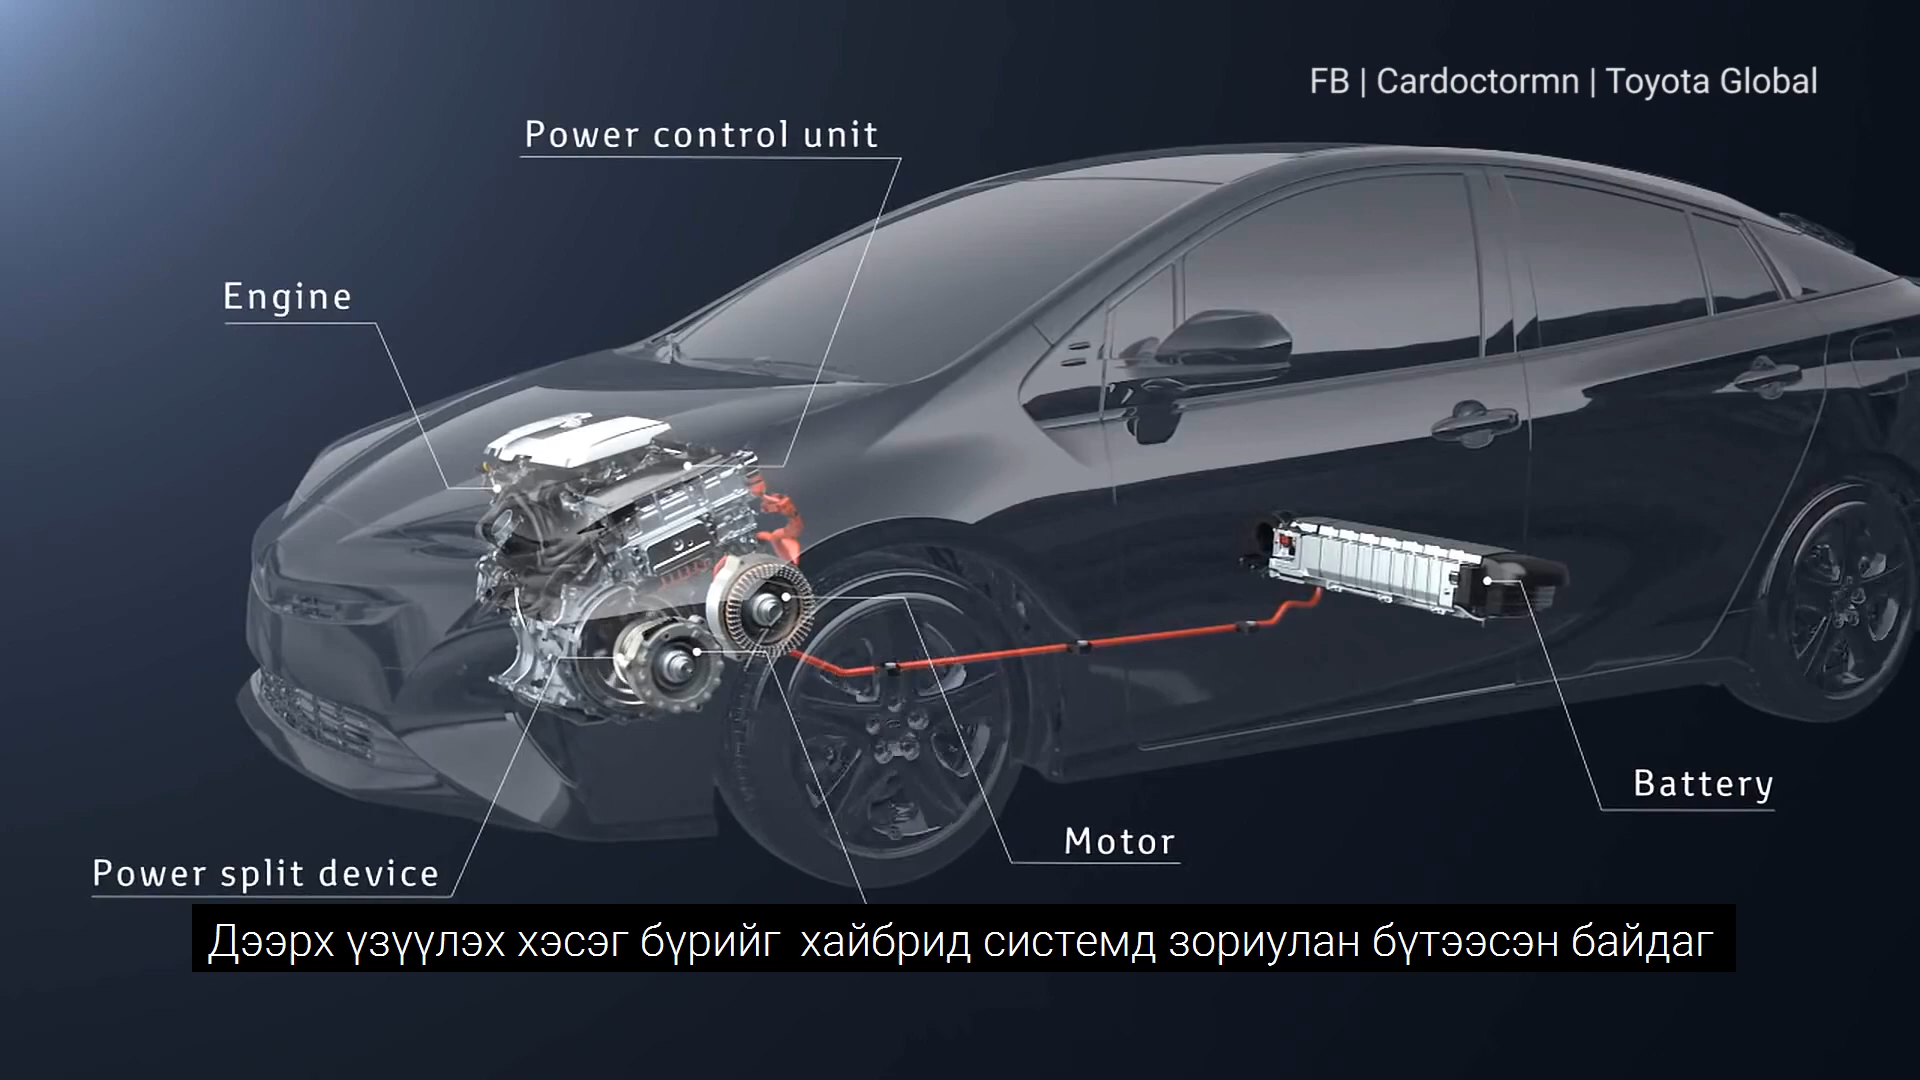 FB | Cardoctormn | Toyota Global
Power control unit
Engine
Battery
Motor
Power split device
Дээрх үзүүлэх хэсэг бүрийг  хайбрид системд зориулан бүтээсэн байдаг